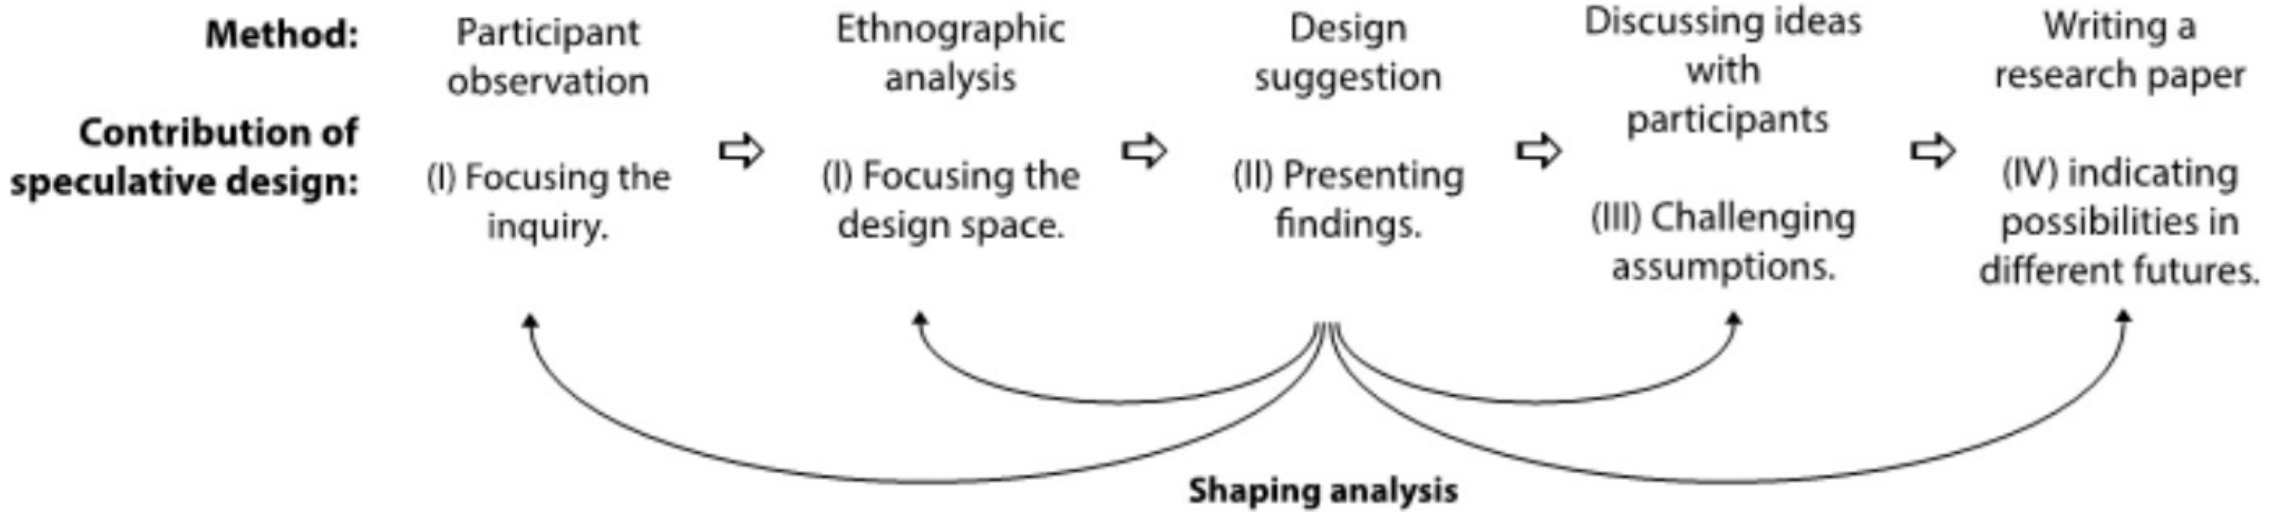 Method:
Participant
observation
Ethnographic
analysis
Design
suggestion
Discussing ideas
with
participants
Writing a
research paper
Contribution of
speculative design:
(I) Focusing the
inquiry.
(I) Focusing the
design space.
(II) Presenting
findings.
(III) Challenging
assumptions.
(IV) indicating
possibilities in
different futures.
Shaping analysis